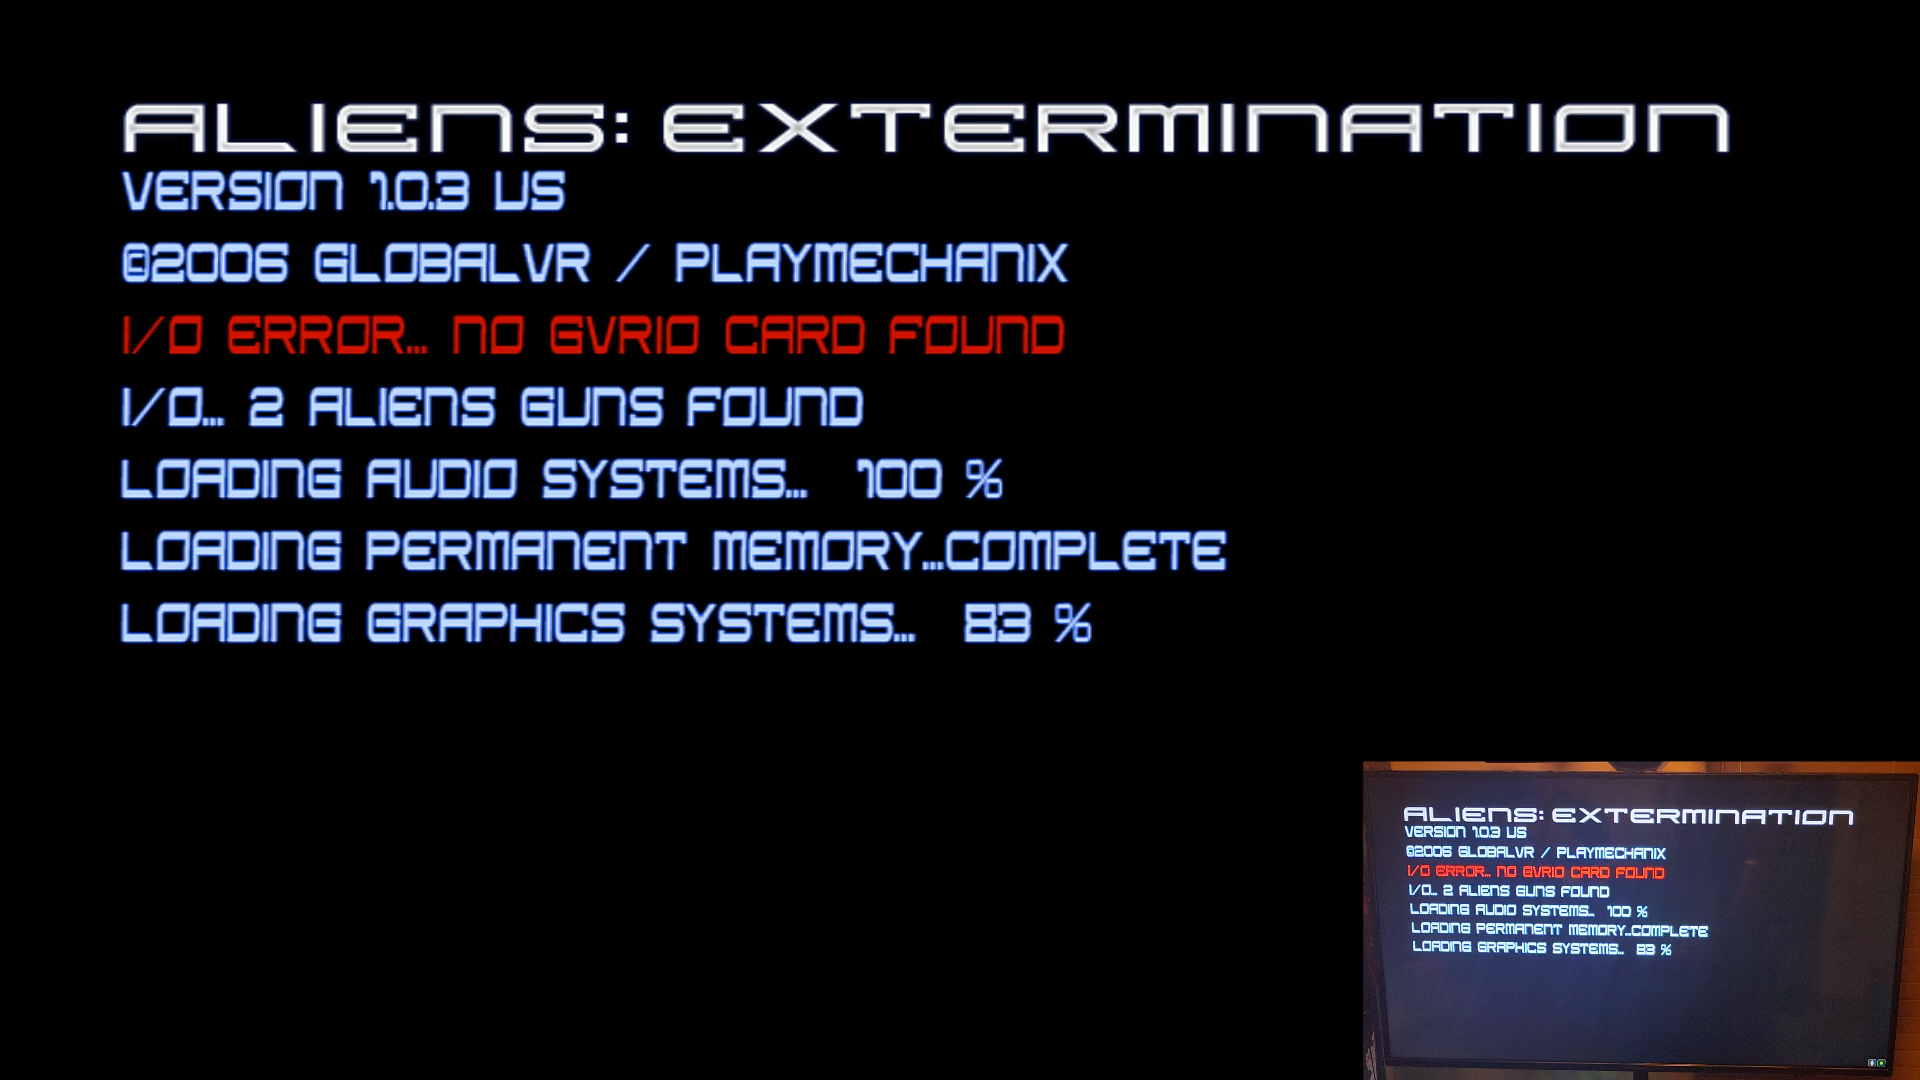 ALIENS: EXTERMINATION
VERSION 1.0.3 US
©2006 GLOBALVR / PLAYMECHANIX
I/O ERROR... NO GVRIO CARD FOUND
I/O... 2 ALIENS GUNS FOUND
LOADING AUDIO SYSTEMS... 100 %
LOADING PERMANENT MEMORY...COMPLETE
LOADING GRAPHICS SYSTEMS... 83 %
ALIENS: EXTERMINATION
VERSION 1.0.3 US
©2006 GLOBALVR / PLAYMECHANIX
I/O ERROR... NO GVRIO CARD FOUND
I/O... 2 ALIENS GUNS FOUND
LOADING AUDIO SYSTEMS... 100 %
LOADING PERMANENT MEMORY...COMPLETE
LOADING GRAPHICS SYSTEMS... 83 %